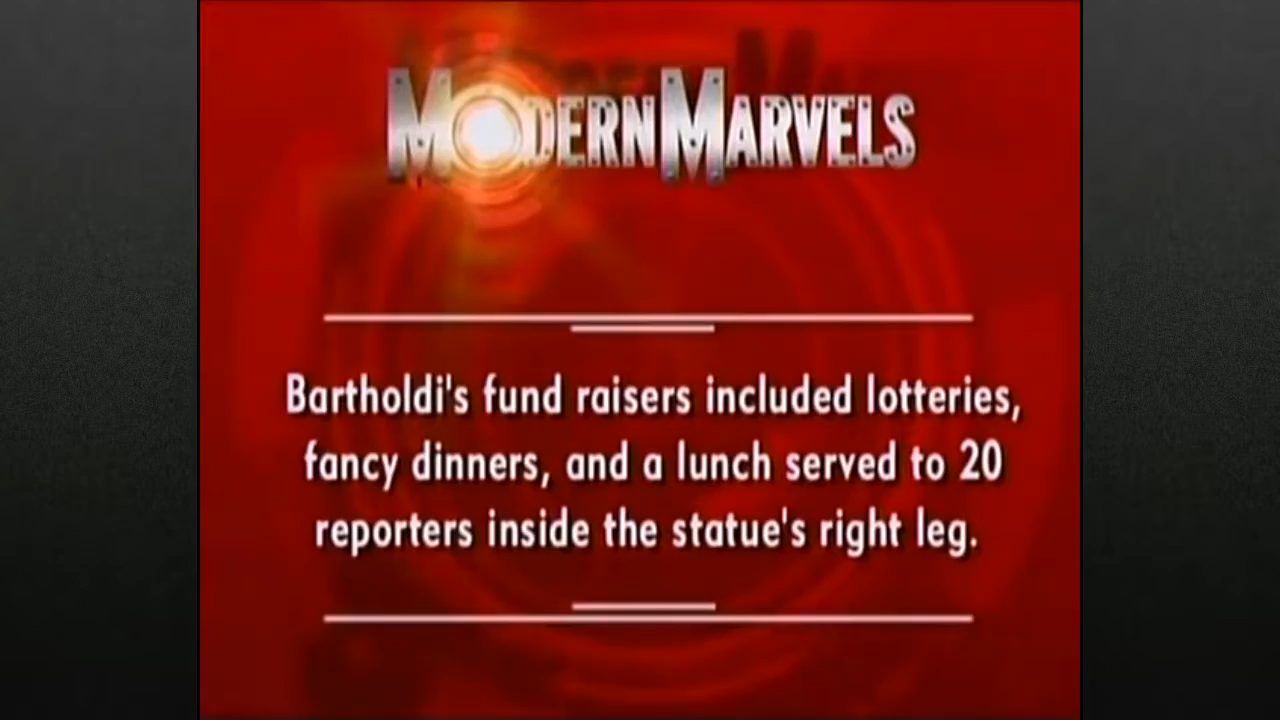 MODERN MARVELS
Bartholdi's fund raisers included lotteries,
fancy dinners, and a lunch served to 20
reporters inside the statue's right leg.